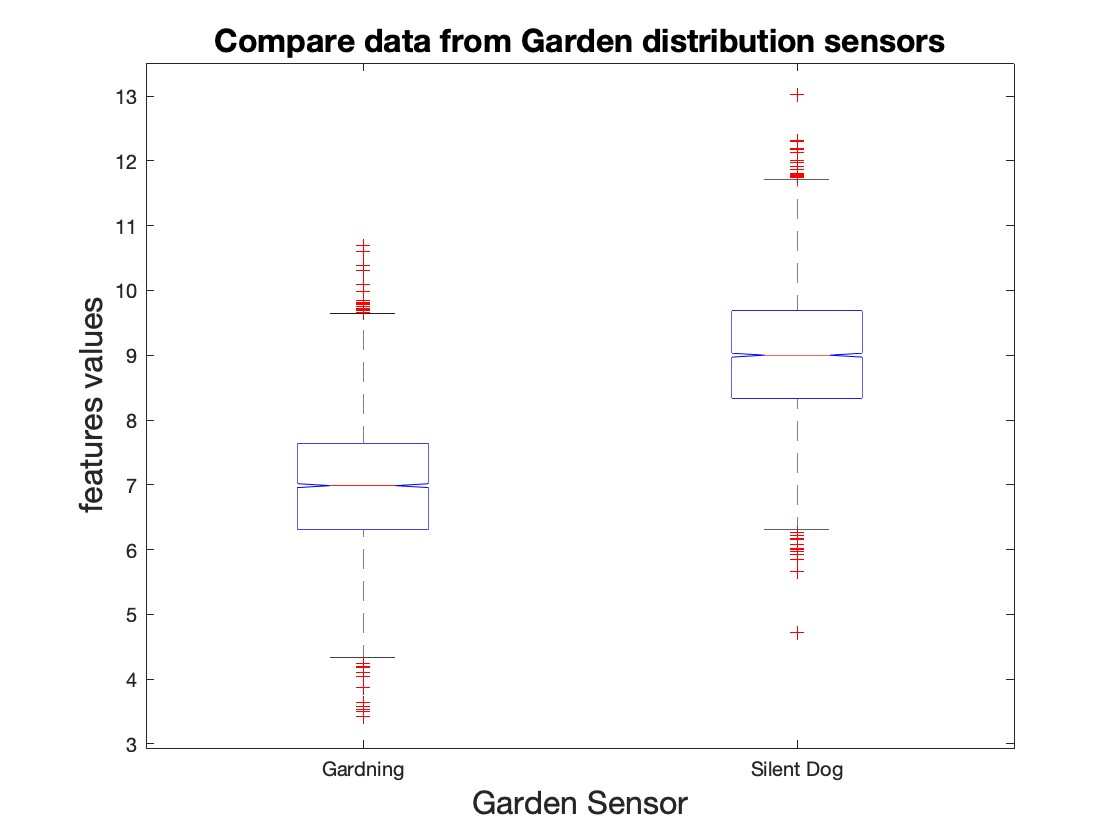 Compare data from Garden distribution sensors
features values
13
12
11
10
9
8
7
6
5
4
3
Gardning
Silent Dog
Garden Sensor